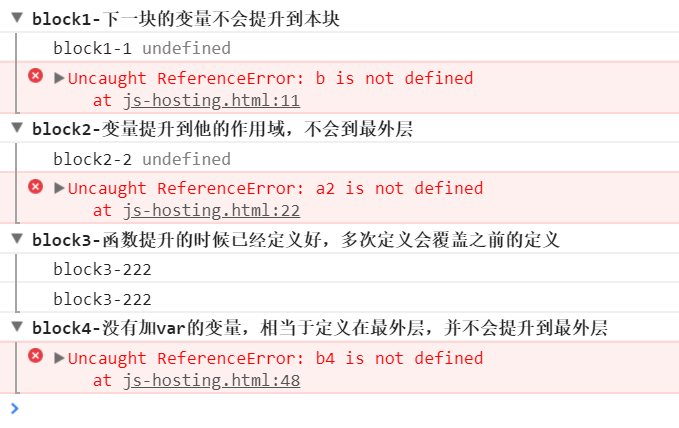 block1-下一块的变量不会提升到本块
block1-1 undefined
Uncaught ReferenceError: b is not defined
at js-hosting.html:11
block2-变量提升到他的作用域，不会到最外层
block2-2 undefined
Uncaught ReferenceError: a2 is not defined
at js-hosting.html:22
block3-函数提升的时候已经定义好，多次定义会覆盖之前的定义
block3-222
block3-222
block4-没有加var的变量，相当于定义在最外层，并不会提升到最外层
Uncaught ReferenceError: b4 is not defined
at js-hosting.html:48